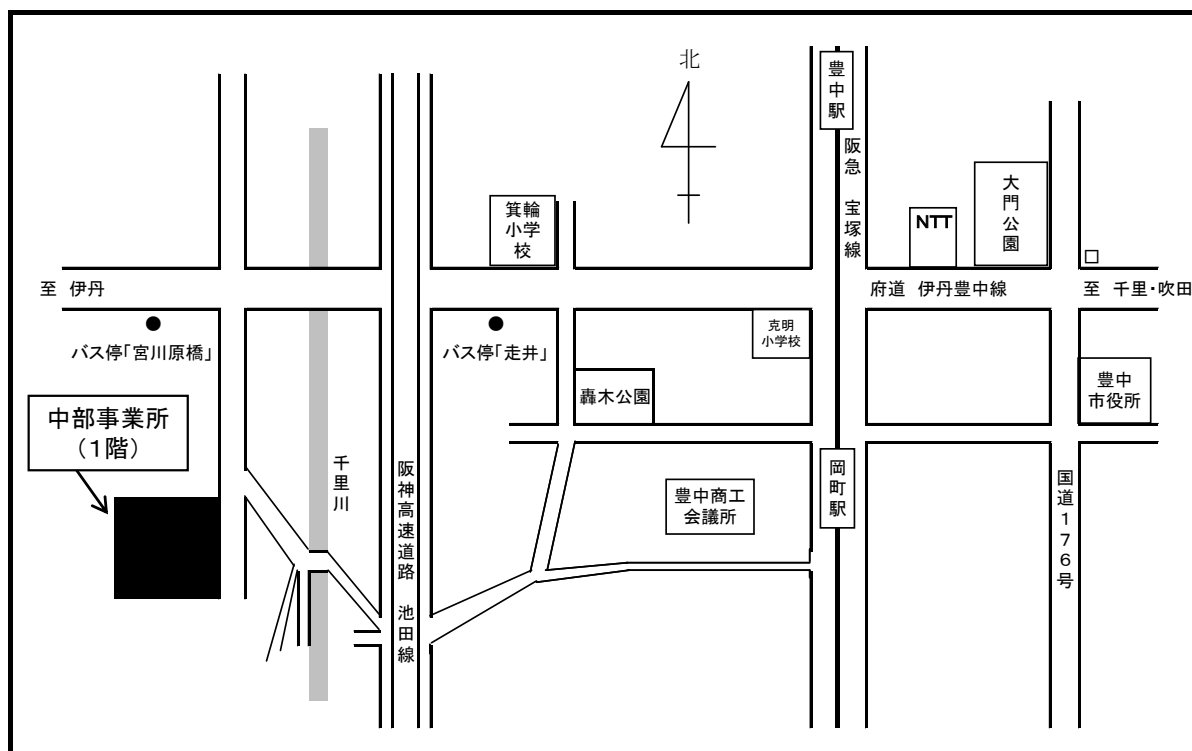 北
豊中駅
阪急 宝塚線
箕輪
小学
校
NTT
大門公園
至 伊丹
府道 伊丹豊中線
至 千里・吹田
バス停「宮川原橋」
バス停「走井」
克明
小学校
轟木公園
豊中
市役所
中部事業所
(1階)
千里川
阪神高速道路 池田線
豊中商工
会議所
岡町駅
国道176号